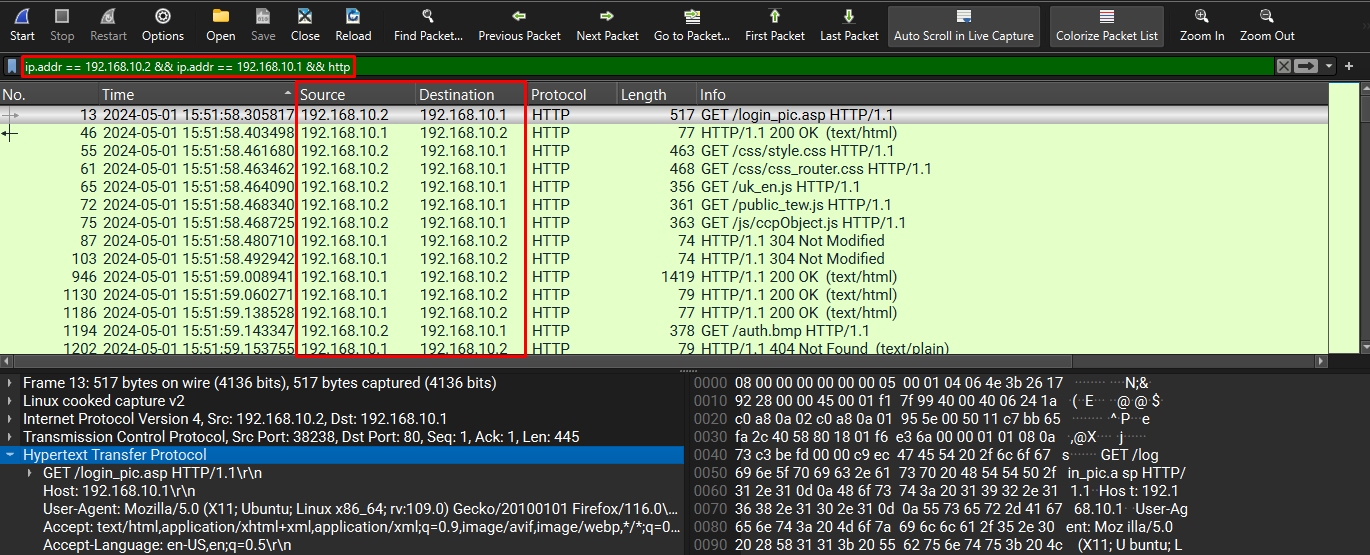 Start Stop Restart Options Open Save Close Reload Find Packet... Previous Packet Next Packet Go to Packet... First Packet Last Packet Auto Scroll in Live Capture Colorize Packet List Zoom In Zoom Out
ip.addr == 192.168.10.2 && ip.addr == 192.168.10.1 && http
No. Time Source Destination Protocol Length Info
13 2024-05-01 15:51:58.305817 192.168.10.2 192.168.10.1 HTTP 517 GET /login_pic.asp HTTP/1.1
46 2024-05-01 15:51:58.403498 192.168.10.1 192.168.10.2 HTTP 77 HTTP/1.1 200 OK (text/html)
55 2024-05-01 15:51:58.461680 192.168.10.2 192.168.10.1 HTTP 463 GET /css/style.css HTTP/1.1
61 2024-05-01 15:51:58.463462 192.168.10.2 192.168.10.1 HTTP 468 GET /css/css_router.css HTTP/1.1
65 2024-05-01 15:51:58.464090 192.168.10.2 192.168.10.1 HTTP 356 GET /uk_en.js HTTP/1.1
72 2024-05-01 15:51:58.468340 192.168.10.2 192.168.10.1 HTTP 361 GET /public_tew.js HTTP/1.1
75 2024-05-01 15:51:58.468725 192.168.10.2 192.168.10.1 HTTP 363 GET /js/ccpObject.js HTTP/1.1
87 2024-05-01 15:51:58.480710 192.168.10.1 192.168.10.2 HTTP 74 HTTP/1.1 304 Not Modified
103 2024-05-01 15:51:58.492942 192.168.10.1 192.168.10.2 HTTP 74 HTTP/1.1 304 Not Modified
946 2024-05-01 15:51:59.008941 192.168.10.1 192.168.10.2 HTTP 1419 HTTP/1.1 200 OK (text/html)
1130 2024-05-01 15:51:59.060271 192.168.10.1 192.168.10.2 HTTP 79 HTTP/1.1 200 OK (text/html)
1186 2024-05-01 15:51:59.138528 192.168.10.1 192.168.10.2 HTTP 77 HTTP/1.1 200 OK (text/html)
1194 2024-05-01 15:51:59.143347 192.168.10.2 192.168.10.1 HTTP 378 GET /auth.bmp HTTP/1.1
1202 2024-05-01 15:51:59.153755 192.168.10.1 192.168.10.2 HTTP 79 HTTP/1.1 404 Not Found (text/plain)
Frame 13: 517 bytes on wire (4136 bits), 517 bytes captured (4136 bits)
Linux cooked capture v2
Internet Protocol Version 4, Src: 192.168.10.2, Dst: 192.168.10.1
Transmission Control Protocol, Src Port: 38238, Dst Port: 80, Seq: 1, Ack: 1, Len: 445
Hypertext Transfer Protocol
GET /login_pic.asp HTTP/1.1\r\n
Host: 192.168.10.1\r\n
User-Agent: Mozilla/5.0 (X11; Ubuntu; Linux x86_64; rv:109.0) Gecko/20100101 Firefox/116.0\...
Accept: text/html,application/xhtml+xml,application/xml;q=0.9,image/avif,image/webp,*/*;q=0...
Accept-Language: en-US,en;q=0.5\r\n
0000 08 00 00 00 00 00 00 05 00 01 04 06 4e 3b 26 17 ········ ····N;&
0010 92 28 00 00 45 00 01 f1 7f 99 40 00 40 06 24 1a ·( ··E··· ··@·@·$·
0020 c0 a8 0a 02 c0 a8 0a 01 95 5e 00 50 11 c7 bb 65 ········ ·^·P···e
0030 fa 2c 40 58 80 18 01 f6 e3 6a 00 00 01 01 08 0a ·,@X···· ·j······
0040 73 c3 be fd 00 00 c9 ec 47 45 54 20 2f 6c 6f 67 s······· GET /log
0050 69 6e 5f 70 69 63 2e 61 73 70 20 48 54 54 50 2f in_pic.a sp HTTP/
0060 31 2e 31 0d 0a 48 6f 73 74 3a 20 31 39 32 2e 31 1.1··Hos t: 192.1
0070 36 38 2e 31 30 2e 31 0d 0a 55 73 65 72 2d 41 67 68.10.1· ·User-Ag
0080 65 6e 74 3a 20 4d 6f 7a 69 6c 6c 61 2f 35 2e 30 ent: Moz illa/5.0
0090 20 28 58 31 31 3b 20 55 62 75 6e 74 75 3b 20 4c (X11; U buntu; L